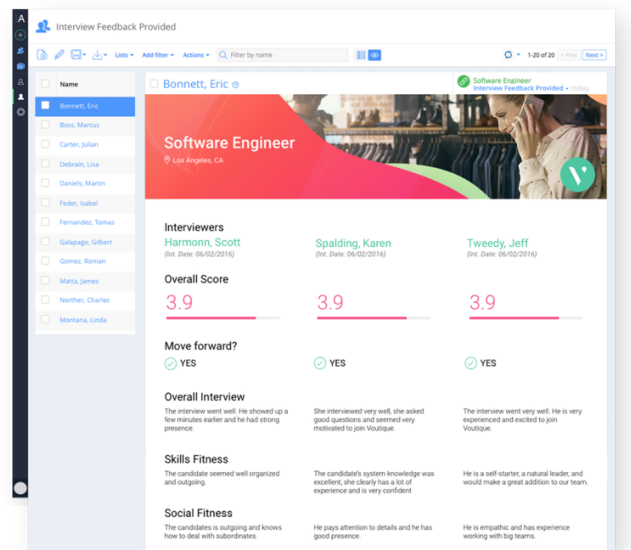 A
Interview Feedback Provided
Lists Add filter Actions Filter by name 1-20 of 20 < Prev Next >
Name
Bonnett, Eric
Boss, Marcus
Carter, Julian
Debrain, Lisa
Daniels, Martin
Feder, Isabel
Fernandez, Tomas
Galapago, Gilbert
Gomez, Roman
Matta, James
Norther, Charles
Montana, Linda
Bonnett, Eric
Software Engineer
Interview Feedback Provided •
Software Engineer
Los Ángeles, CA
V
Interviewers
Harmonn, Scott Spalding, Karen Tweedy, Jeff
(Int. Date: 06/02/2016) (Int. Date: 06/02/2016) (Int. Date: 06/02/2016)
Overall Score
3.9 3.9 3.9
Move forward?
YES YES YES
Overall Interview
The interview went well. He showed up a
few minutes earlier and he had strong
presence.
She interviewed very well, she asked
good questions and seemed very
motivated to join Voutique.
The interview went very well. He is very
experienced and excited to join
Voutique.
Skills Fitness
The candidate seemed well organized
and outgoing.
The candidate's system knowledge was
excellent, she clearly has a lot of
experience and is very confident
He is a self-starter, a natural leader, and
would make a great addition to our team.
Social Fitness
The candidates is outgoing and knows
how to deal with subordinates.
He pays attention to details and he has
good presence.
He is empathic and has experience
working with big teams.